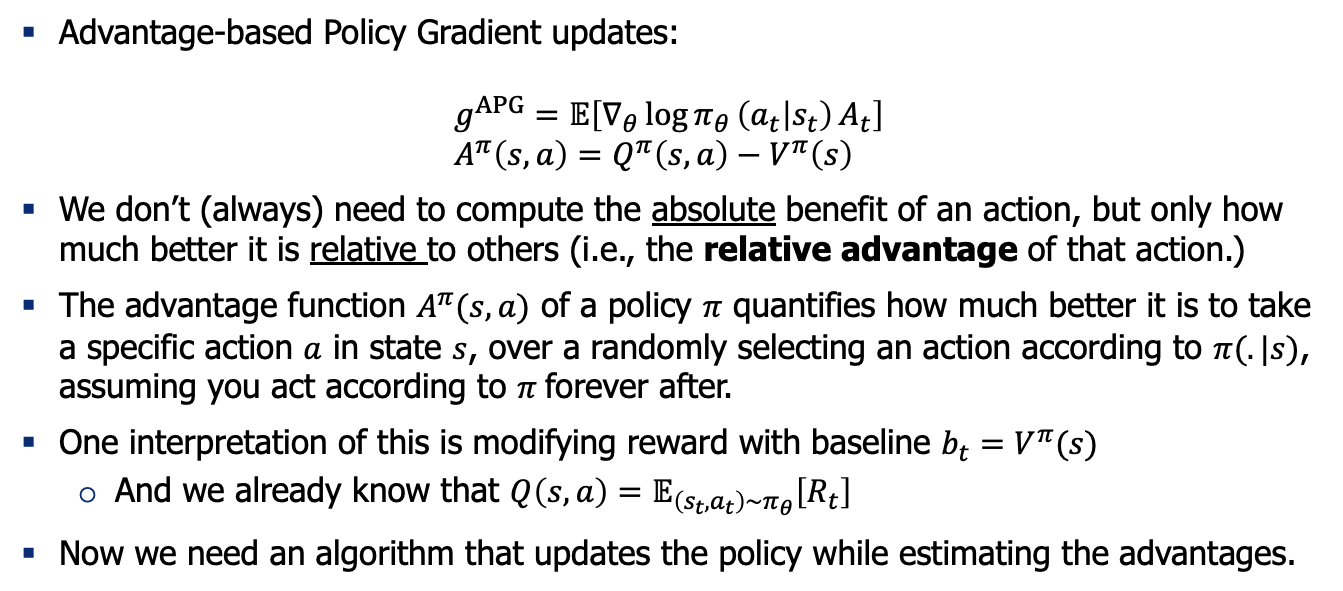 ▪ Advantage-based Policy Gradient updates:
g^APG = 𝔼[∇_θ log π_θ (a_t|s_t) A_t]
A^π(s, a) = Q^π(s, a) − V^π(s)
▪ We don’t (always) need to compute the absolute benefit of an action, but only how
much better it is relative to others (i.e., the relative advantage of that action.)
▪ The advantage function A^π(s, a) of a policy π quantifies how much better it is to take
a specific action a in state s, over a randomly selecting an action according to π(.|s),
assuming you act according to π forever after.
▪ One interpretation of this is modifying reward with baseline b_t = V^π(s)
○ And we already know that Q(s, a) = 𝔼_(s_t,a_t)~π_θ[R_t]
▪ Now we need an algorithm that updates the policy while estimating the advantages.